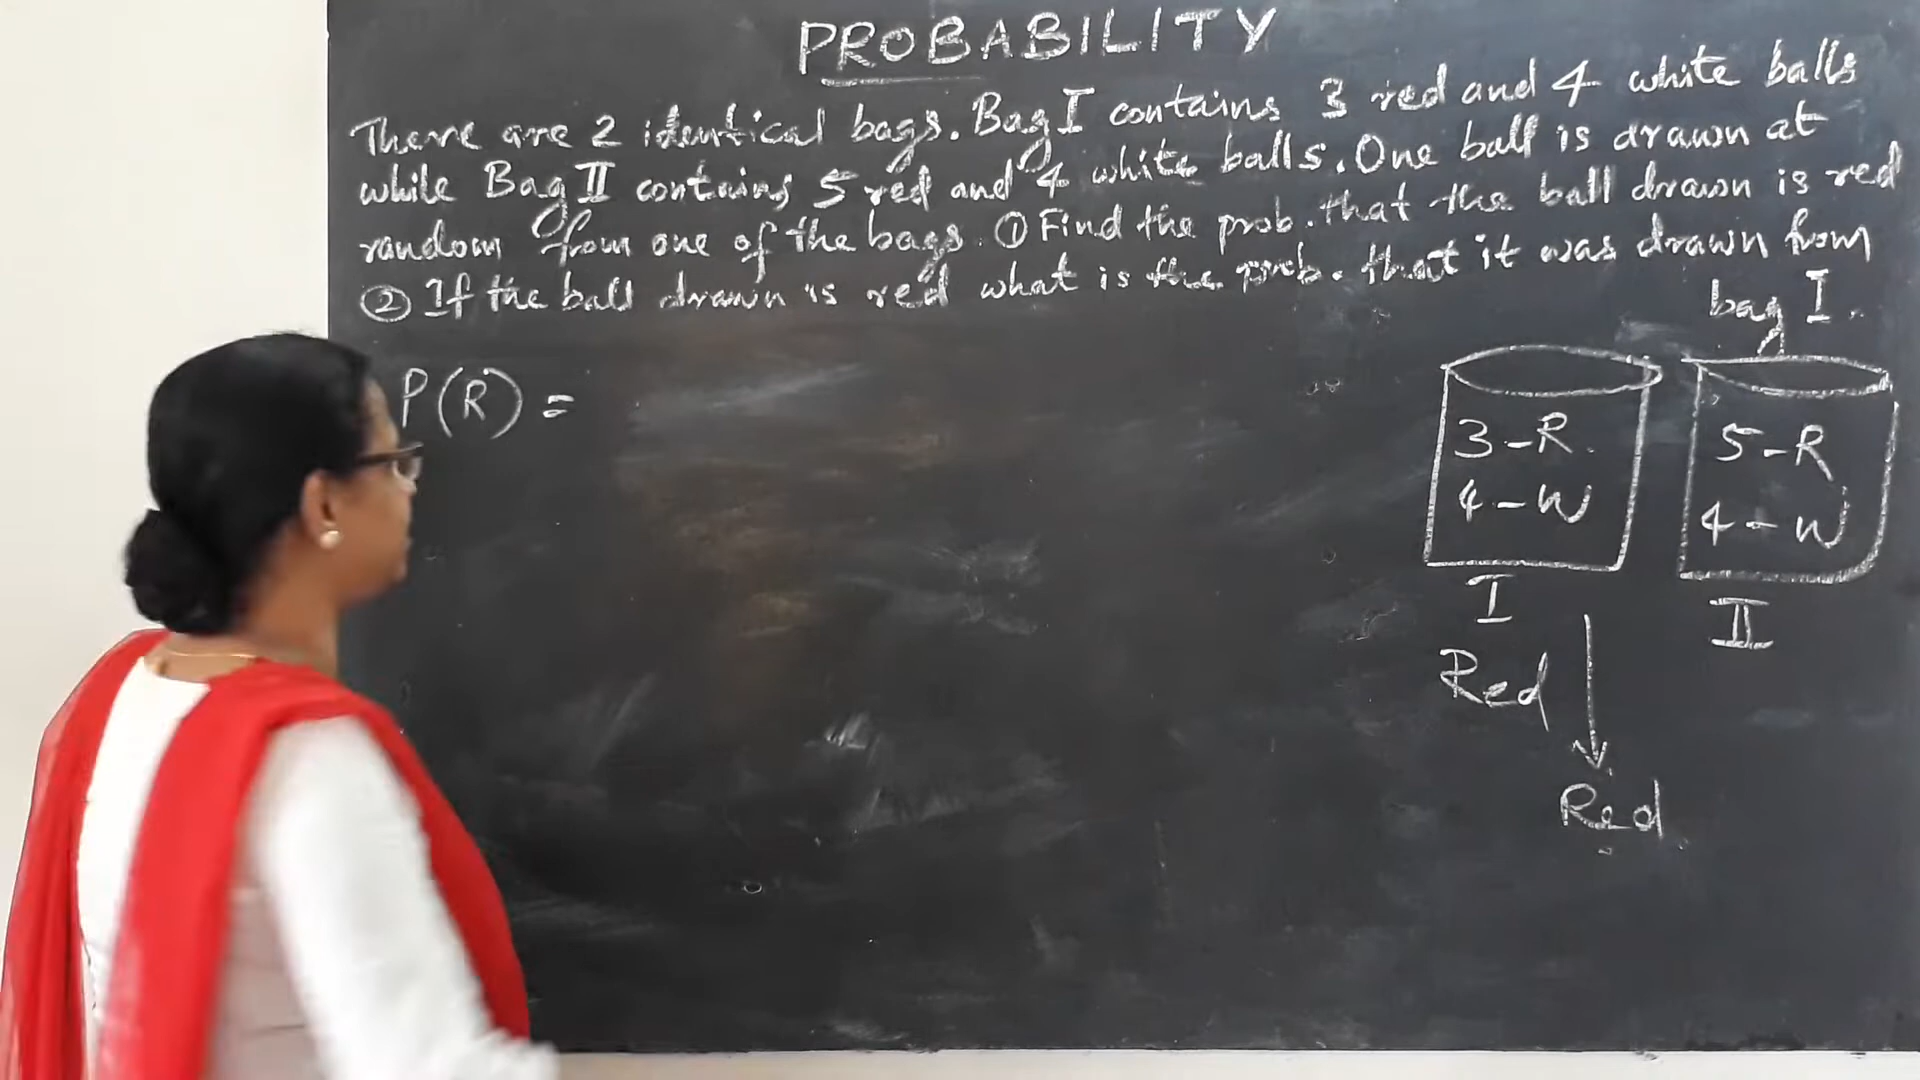 PROBABILITY
There are 2 identical bags. Bag I contains 3 red and 4 white balls
while Bag II contains 5 red and 4 white balls. One ball is drawn at
random from one of the bags. ① Find the prob. that the ball drawn is red
② If the ball drawn is red what is the prob. that it was drawn from
bag I.
P(R) =
3-R.
4-W
I
5-R
4-W
II
Red
Red